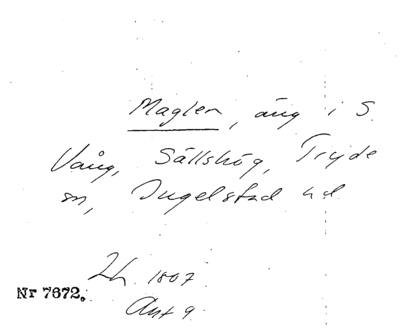 Maglen, äng i S.
Vång, Sällshög, Tryde
sn, Ingelstad hd
Lh. 1807
Akt 9
Nr 7672.